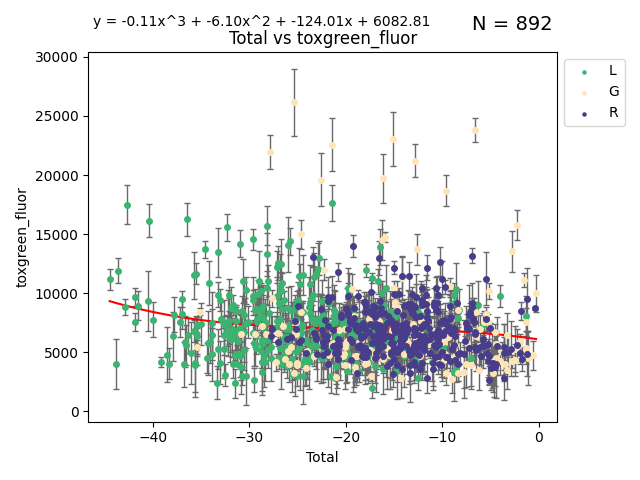 y = -0.11x^3 + -6.10x^2 + -124.01x + 6082.81
N = 892
Total vs toxgreen_fluor
30000
25000
20000
15000
10000
5000
0
toxgreen_fluor
−40
−30
−20
−10
0
Total
L
G
R